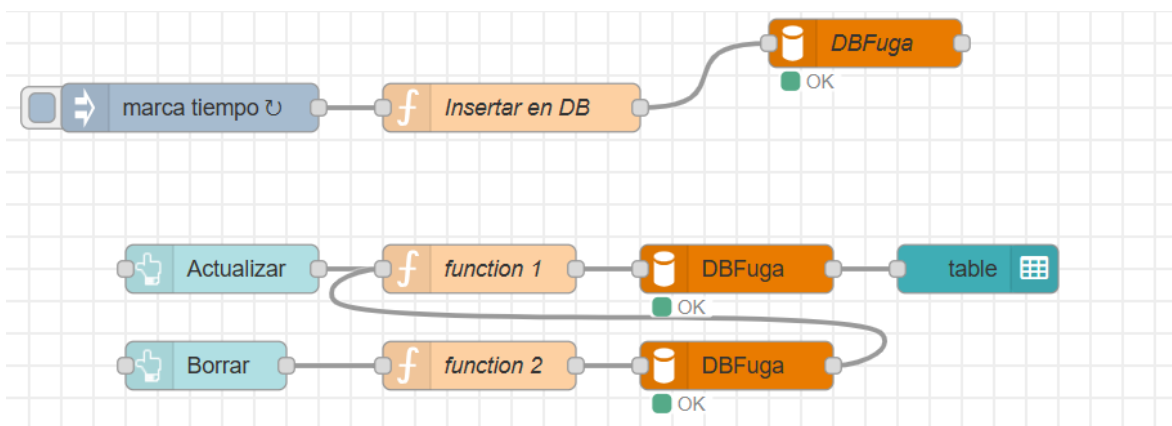 DBFuga
OK
marca tiempo ↻
Insertar en DB
Actualizar
function 1
DBFuga
table
OK
Borrar
function 2
DBFuga
OK